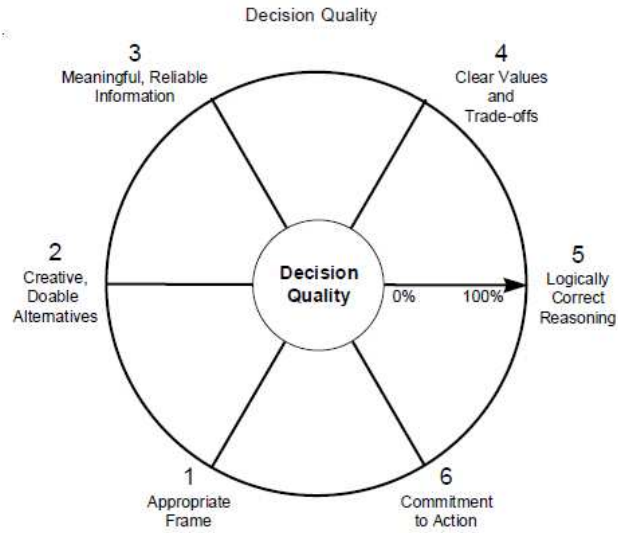 Decision Quality
3
Meaningful, Reliable
Information
4
Clear Values
and
Trade-offs
2
Creative,
Doable
Alternatives
Decision
Quality
0%
100%
5
Logically
Correct
Reasoning
1
Appropriate
Frame
6
Commitment
to Action